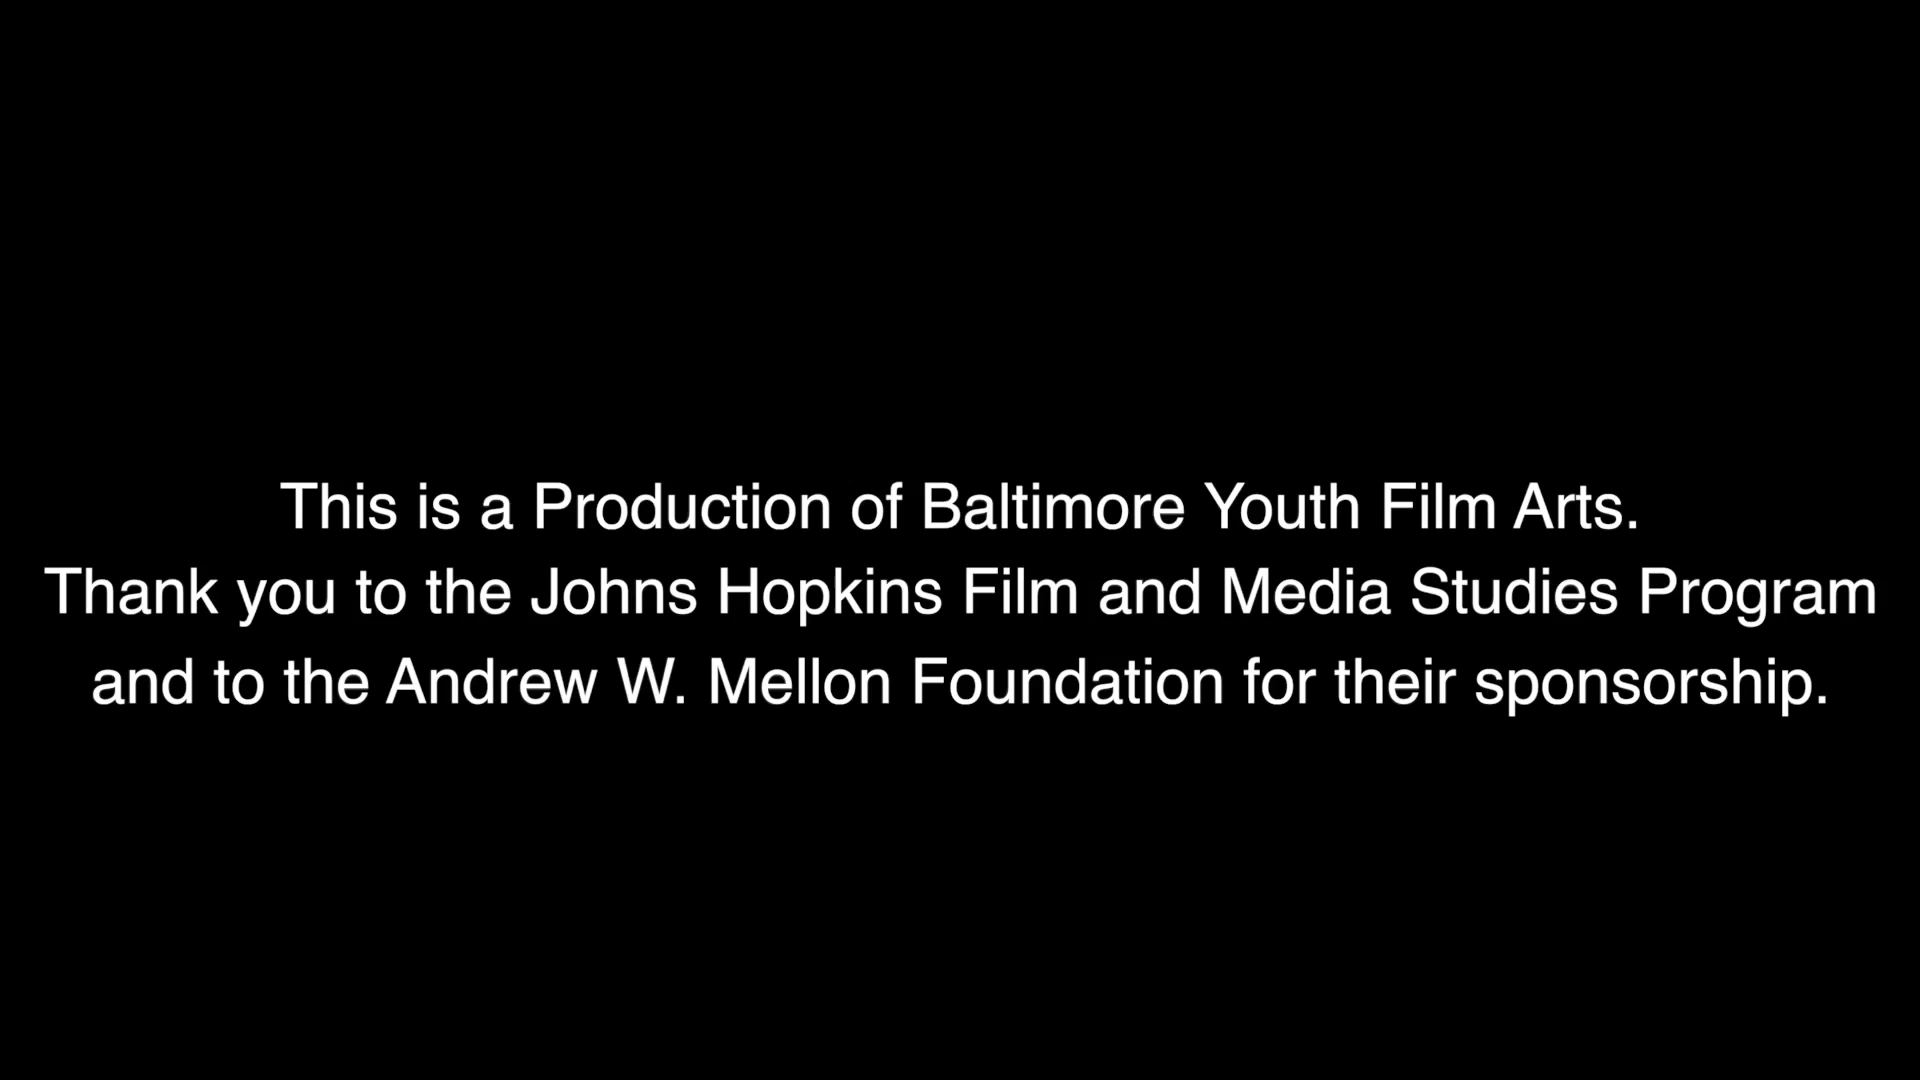 This is a Production of Baltimore Youth Film Arts.
Thank you to the Johns Hopkins Film and Media Studies Program
and to the Andrew W. Mellon Foundation for their sponsorship.